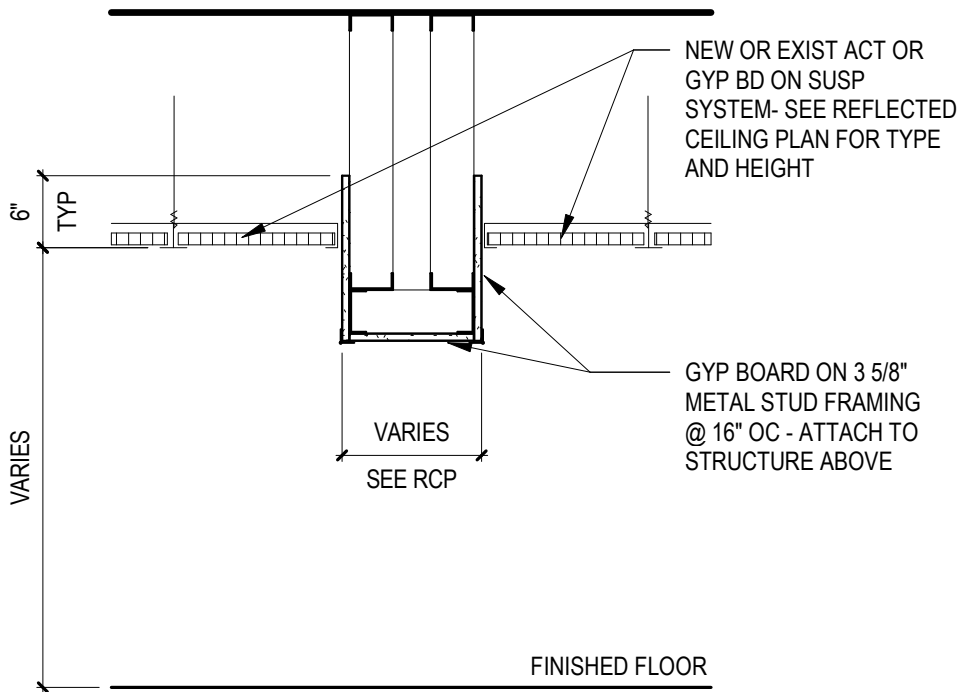 NEW OR EXIST ACT OR
GYP BD ON SUSP
SYSTEM- SEE REFLECTED
CEILING PLAN FOR TYPE
AND HEIGHT
6"
TYP
GYP BOARD ON 3 5/8"
METAL STUD FRAMING
@ 16" OC - ATTACH TO
STRUCTURE ABOVE
VARIES
SEE RCP
VARIES
FINISHED FLOOR